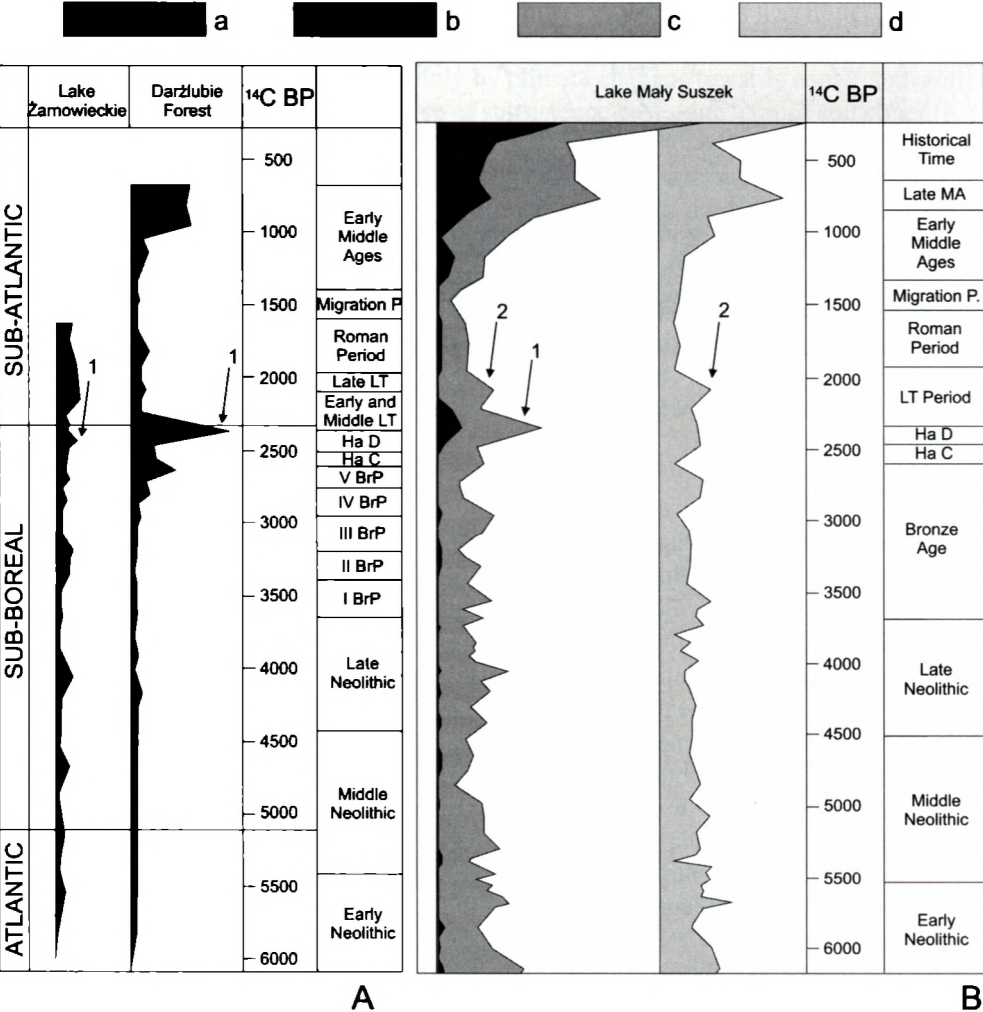 a
b
c
d
Lake
Żarnowieckie
Darżlubie
Forest
¹⁴C BP
SUB-ATLANTIC
SUB-BOREAL
ATLANTIC
1
1
500
1000
1500
2000
2500
3000
3500
4000
4500
5000
5500
6000
Early
Middle
Ages
Migration P
Roman
Period
Late LT
Early and
Middle LT
Ha D
Ha C
V BrP
IV BrP
III BrP
II BrP
I BrP
Late
Neolithic
Middle
Neolithic
Early
Neolithic
A
Lake Mały Suszek
¹⁴C BP
2
1
2
500
1000
1500
2000
2500
3000
3500
4000
4500
5000
5500
6000
Historical
Time
Late MA
Early
Middle
Ages
Migration P.
Roman
Period
LT Period
Ha D
Ha C
Bronze
Age
Late
Neolithic
Middle
Neolithic
Early
Neolithic
B